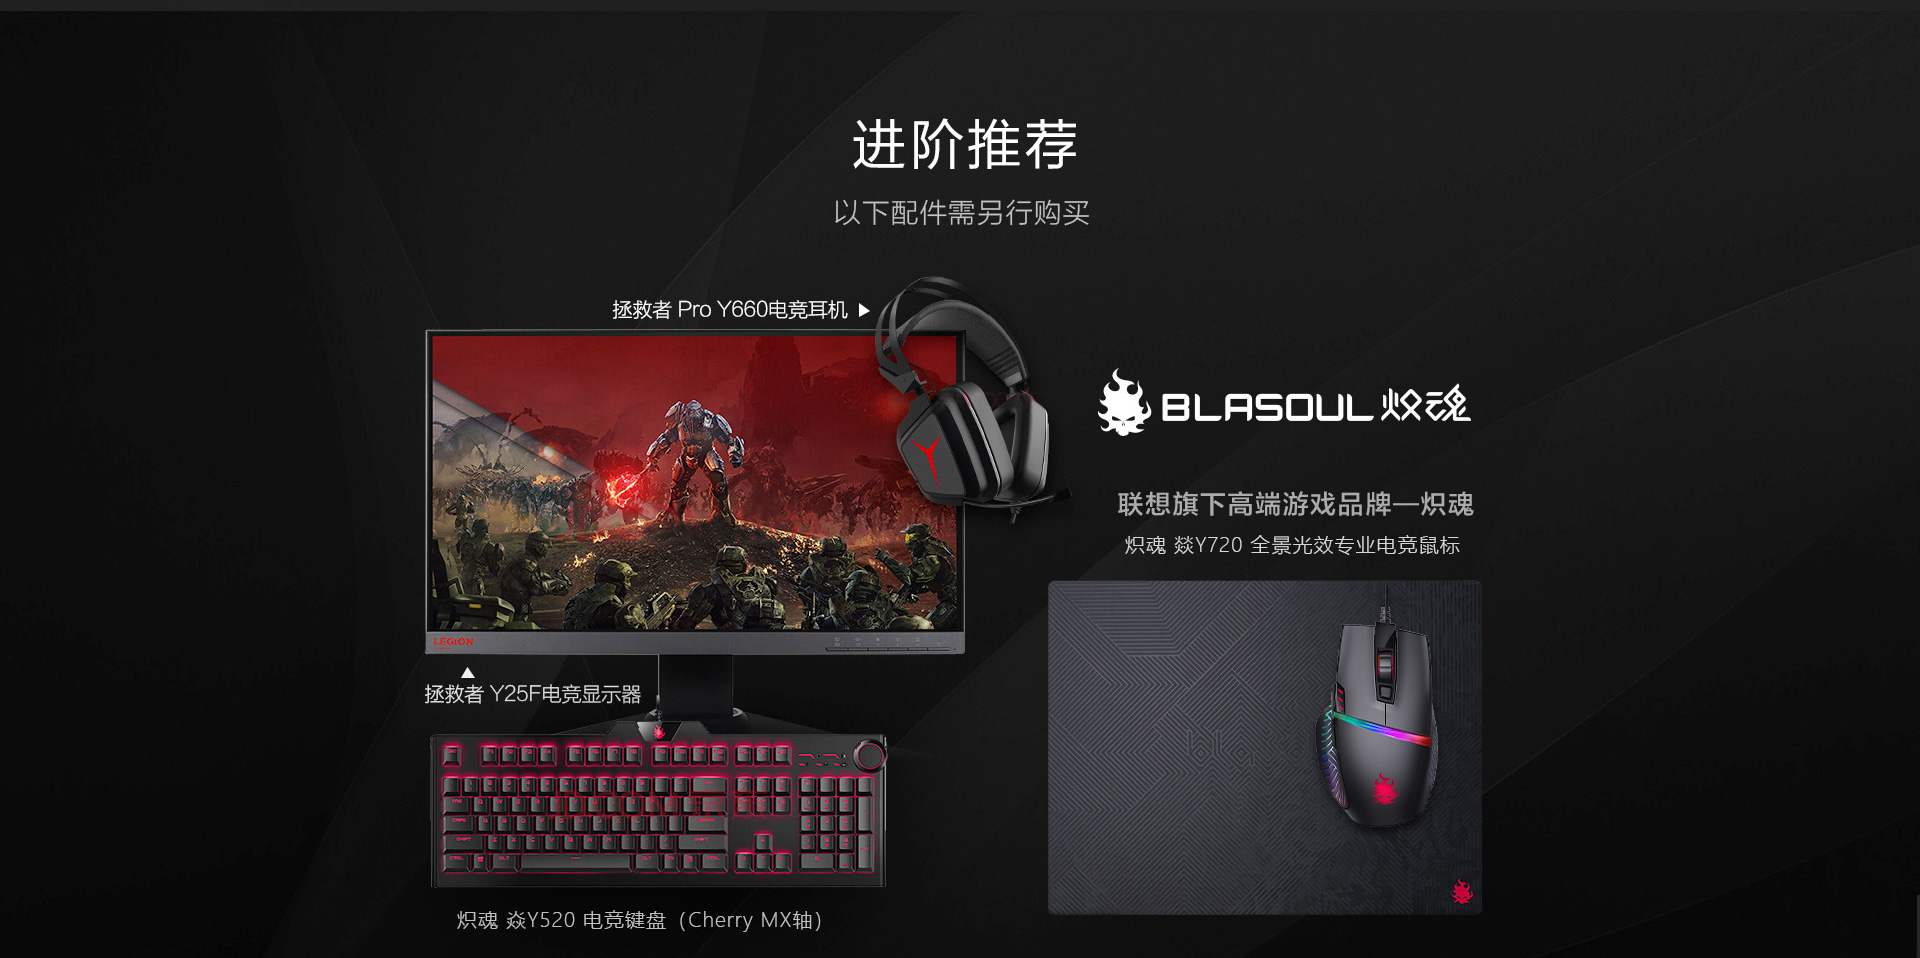 进阶推荐
以下配件需另行购买
拯救者 Pro Y660电竞耳机
BLASOUL 炽魂
联想旗下高端游戏品牌—炽魂
炽魂 燚Y720 全景光效专业电竞鼠标
LEGION
拯救者 Y25F电竞显示器
炽魂 焱Y520 电竞键盘（Cherry MX轴）